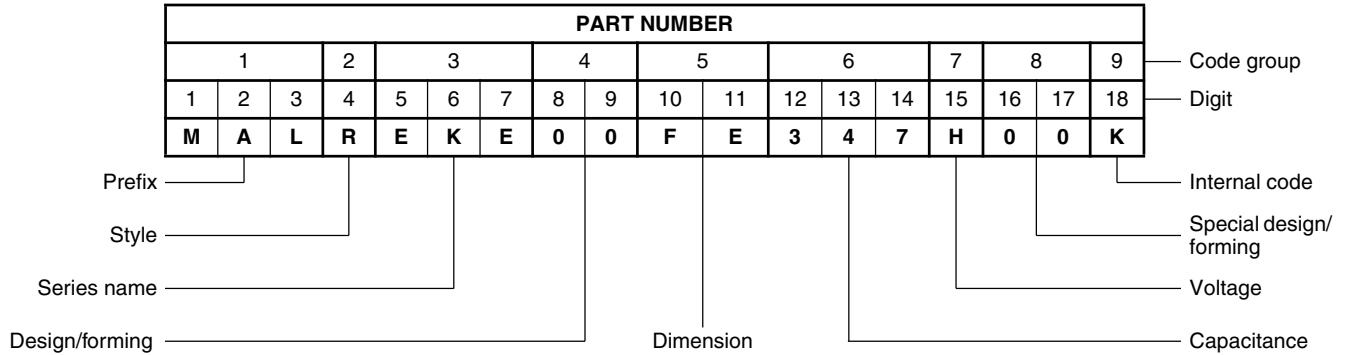 PART NUMBER
1 2 3 4 5 6 7 8 9 Code group
1 2 3 4 5 6 7 8 9 10 11 12 13 14 15 16 17 18 Digit
M A L R E K E 0 0 F E 3 4 7 H 0 0 K
Prefix Internal code
Style Special design/
forming
Series name Voltage
Design/forming Dimension Capacitance